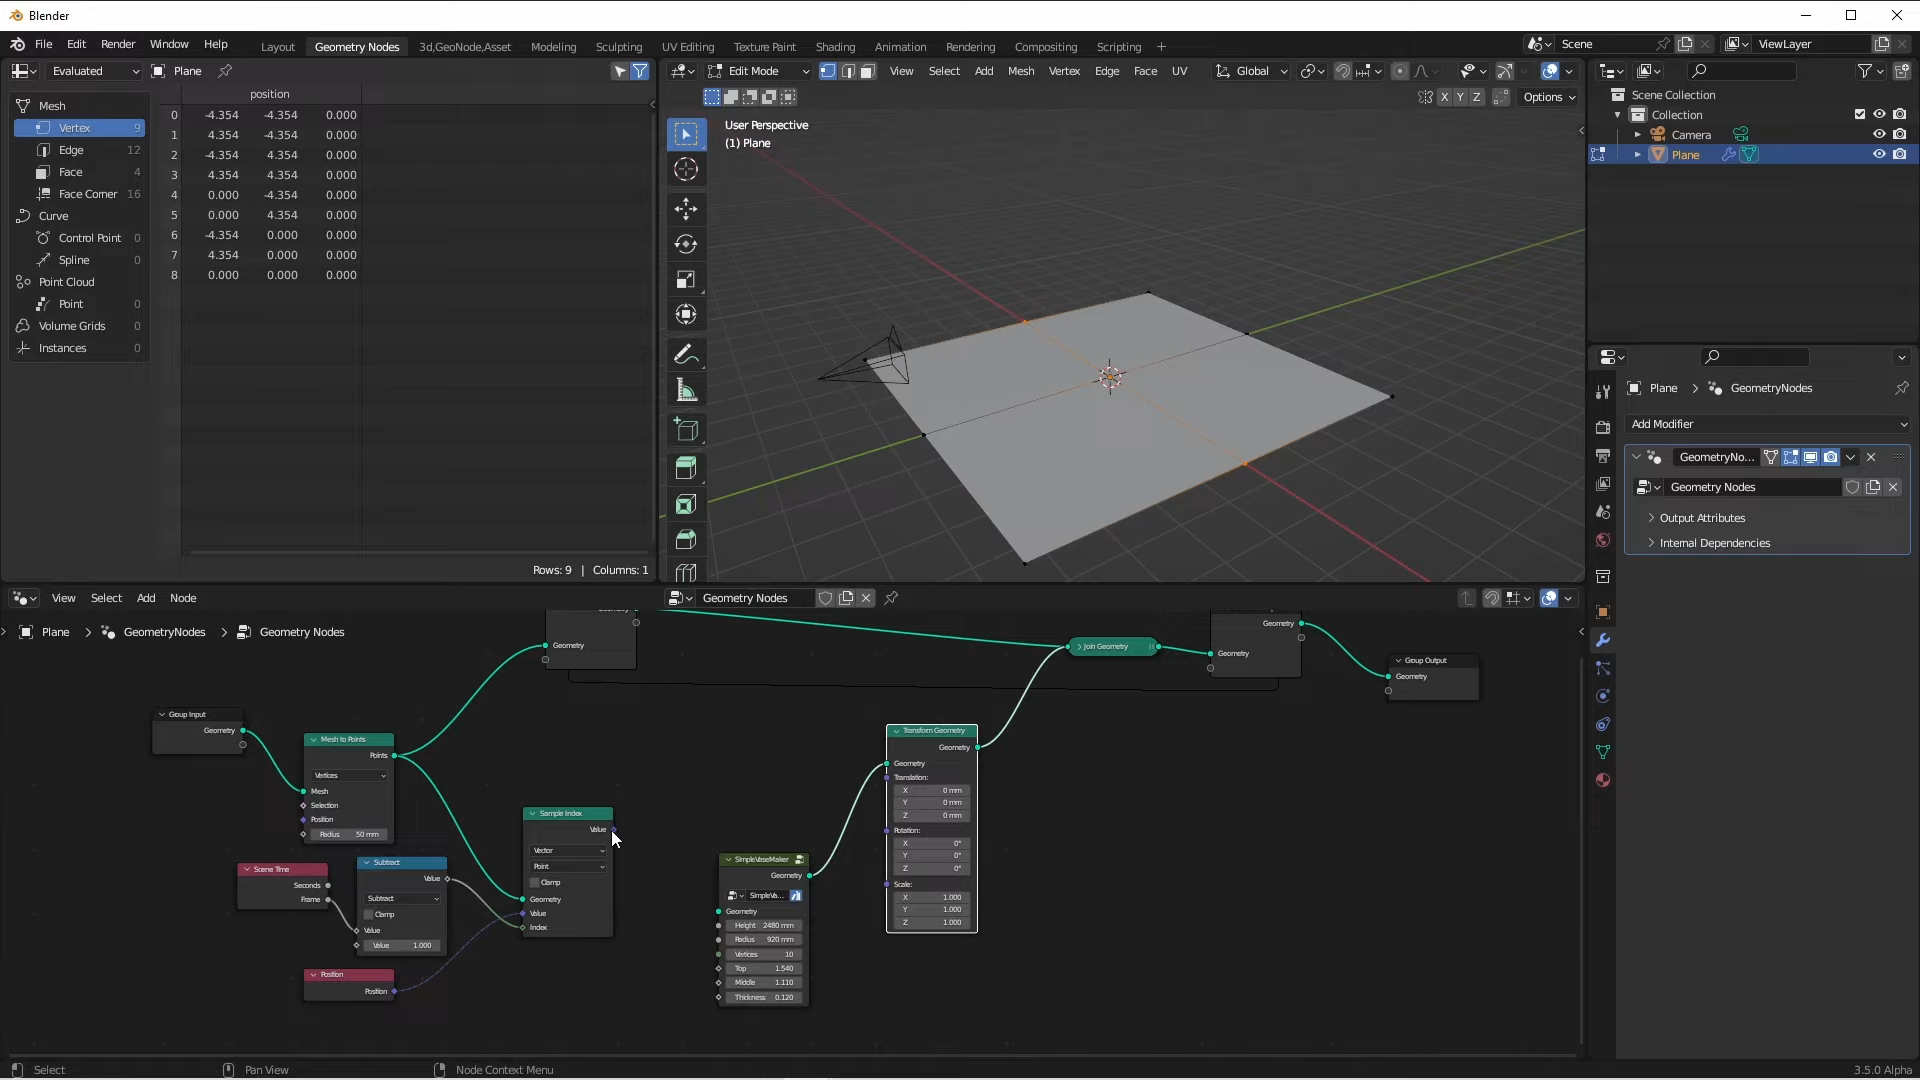 Blender
File Edit Render Window Help
Layout Geometry Nodes 3d,GeoNode,Asset Modeling Sculpting UV Editing Texture Paint Shading Animation Rendering Compositing Scripting +
Scene
ViewLayer
Evaluated
Plane
Edit Mode
View Select Add Mesh Vertex Edge Face UV
Global
X Y Z
Options
position
0 -4.354 -4.354 0.000
1 4.354 -4.354 0.000
2 -4.354 4.354 0.000
3 4.354 4.354 0.000
4 0.000 -4.354 0.000
5 0.000 4.354 0.000
6 -4.354 0.000 0.000
7 4.354 0.000 0.000
8 0.000 0.000 0.000
Rows: 9 | Columns: 1
Mesh
Vertex 9
Edge 12
Face 4
Face Corner 16
Curve
Control Point 0
Spline 0
Point Cloud
Point 0
Volume Grids 0
Instances 0
User Perspective
(1) Plane
Scene Collection
Collection
Camera
Plane
Plane > GeometryNodes
Add Modifier
GeometryNo...
Geometry Nodes
Output Attributes
Internal Dependencies
View Select Add Node
Geometry Nodes
Plane > GeometryNodes > Geometry Nodes
Geometry
Join Geometry
Geometry
Geometry
Group Output
Geometry
Group Input
Geometry
Mesh to Points
Points
Vertices
Mesh
Selection
Position
Radius 50 mm
Scene Time
Seconds
Frame
Subtract
Value
Subtract
Clamp
Value
Value 1.000
Position
Position
Sample Index
Value
Vector
Point
Clamp
Geometry
Value
Index
SimpleVaseMaker
Geometry
SimpleVa...
Geometry
Height 2480 mm
Radius 920 mm
Vertices 10
Top 1.540
Middle 1.110
Thickness 0.120
Transform Geometry
Geometry
Geometry
Translation:
X 0 mm
Y 0 mm
Z 0 mm
Rotation:
X 0°
Y 0°
Z 0°
Scale:
X 1.000
Y 1.000
Z 1.000
Select
Pan View
Node Context Menu
3.5.0 Alpha